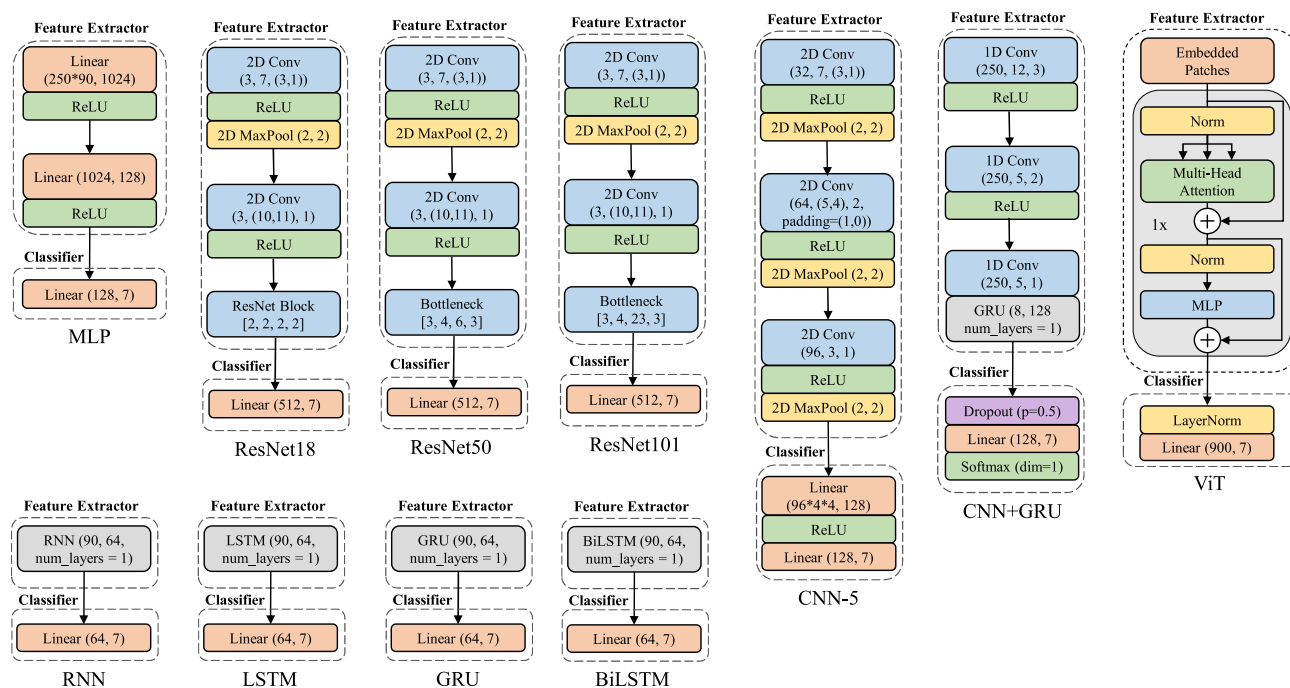 Feature Extractor
Linear
(250*90, 1024)
ReLU
Linear (1024, 128)
ReLU
Classifier
Linear (128, 7)
MLP
Feature Extractor
2D Conv
(3, 7, (3,1))
ReLU
2D MaxPool (2, 2)
2D Conv
(3, (10,11), 1)
ReLU
ResNet Block
[2, 2, 2, 2]
Classifier
Linear (512, 7)
ResNet18
Feature Extractor
2D Conv
(3, 7, (3,1))
ReLU
2D MaxPool (2, 2)
2D Conv
(3, (10,11), 1)
ReLU
Bottleneck
[3, 4, 6, 3]
Classifier
Linear (512, 7)
ResNet50
Feature Extractor
2D Conv
(3, 7, (3,1))
ReLU
2D MaxPool (2, 2)
2D Conv
(3, (10,11), 1)
ReLU
Bottleneck
[3, 4, 23, 3]
Classifier
Linear (512, 7)
ResNet101
Feature Extractor
2D Conv
(32, 7, (3,1))
ReLU
2D MaxPool (2, 2)
2D Conv
(64, (5,4), 2,
padding=(1,0))
ReLU
2D MaxPool (2, 2)
2D Conv
(96, 3, 1)
ReLU
2D MaxPool (2, 2)
Classifier
Linear
(96*4*4, 128)
ReLU
Linear (128, 7)
CNN-5
Feature Extractor
1D Conv
(250, 12, 3)
ReLU
1D Conv
(250, 5, 2)
ReLU
1D Conv
(250, 5, 1)
GRU (8, 128
num_layers = 1)
Classifier
Dropout (p=0.5)
Linear (128, 7)
Softmax (dim=1)
CNN+GRU
Feature Extractor
Embedded
Patches
Norm
Multi-Head
Attention
1x
Norm
MLP
Classifier
LayerNorm
Linear (900, 7)
ViT
Feature Extractor
RNN (90, 64,
num_layers = 1)
Classifier
Linear (64, 7)
RNN
Feature Extractor
LSTM (90, 64,
num_layers = 1)
Classifier
Linear (64, 7)
LSTM
Feature Extractor
GRU (90, 64,
num_layers = 1)
Classifier
Linear (64, 7)
GRU
Feature Extractor
BiLSTM (90, 64,
num_layers = 1)
Classifier
Linear (64, 7)
BiLSTM